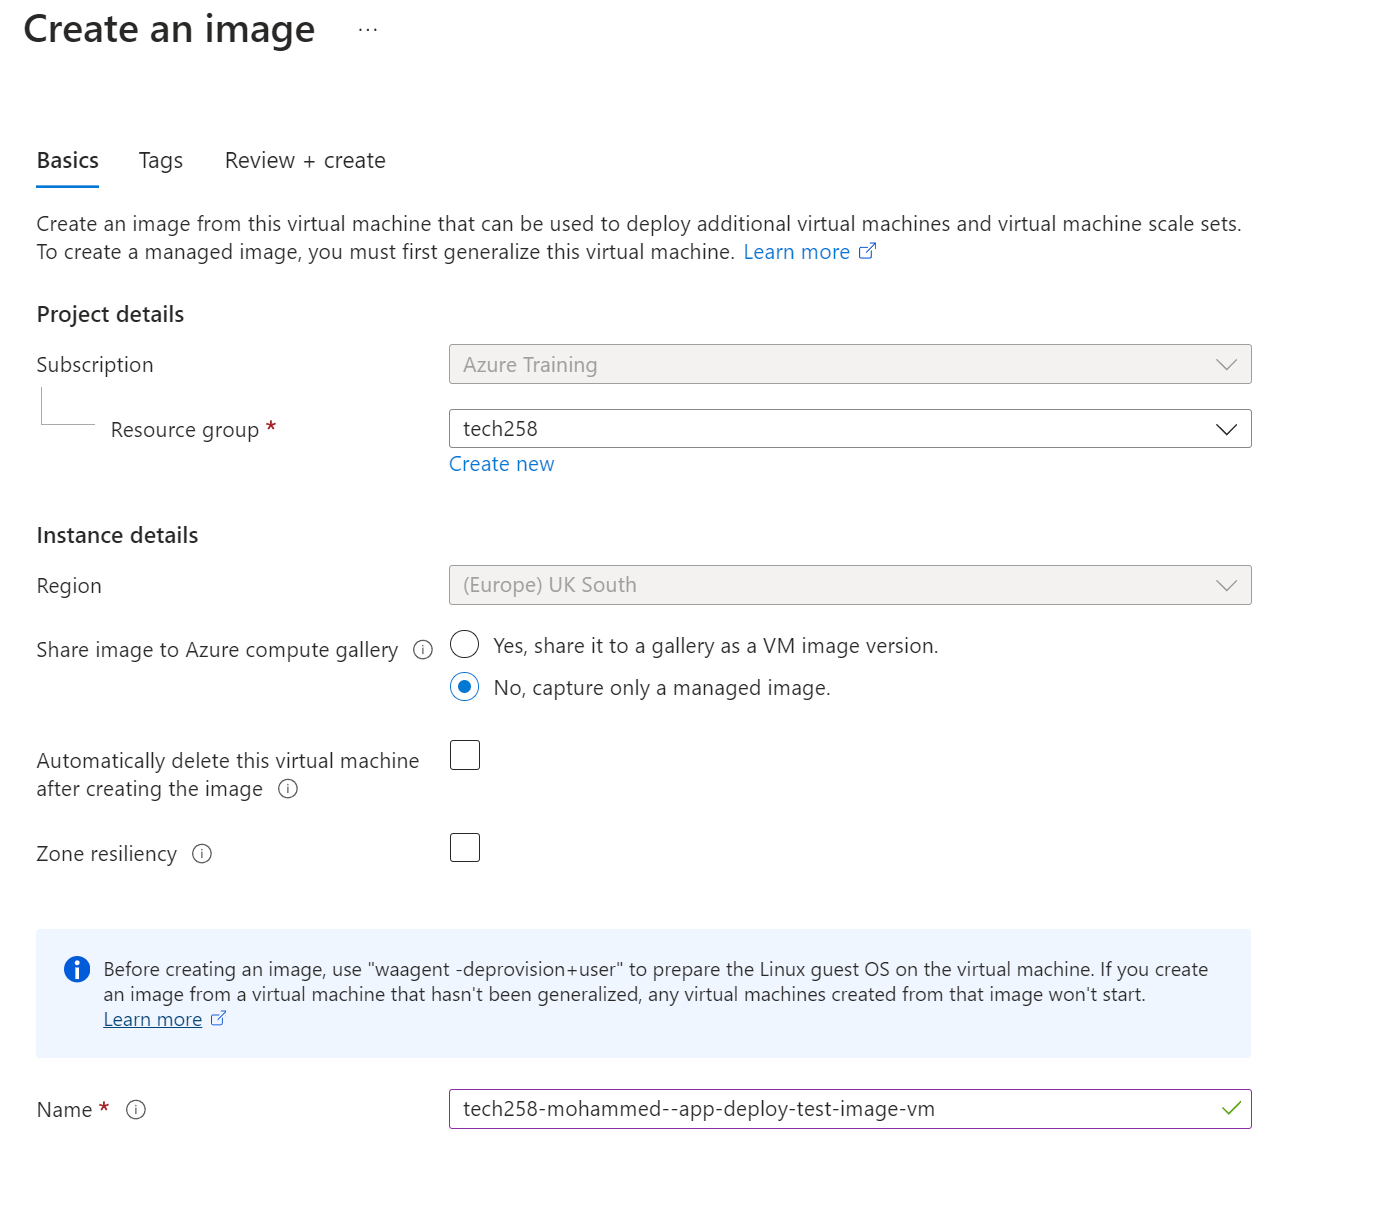 Create an image ...
Basics Tags Review + create
Create an image from this virtual machine that can be used to deploy additional virtual machines and virtual machine scale sets.
To create a managed image, you must first generalize this virtual machine. Learn more
Project details
Subscription Azure Training
Resource group * tech258
Create new
Instance details
Region (Europe) UK South
Share image to Azure compute gallery Yes, share it to a gallery as a VM image version.
No, capture only a managed image.
Automatically delete this virtual machine
after creating the image
Zone resiliency
Before creating an image, use "waagent -deprovision+user" to prepare the Linux guest OS on the virtual machine. If you create
an image from a virtual machine that hasn't been generalized, any virtual machines created from that image won't start.
Learn more
Name * tech258-mohammed--app-deploy-test-image-vm